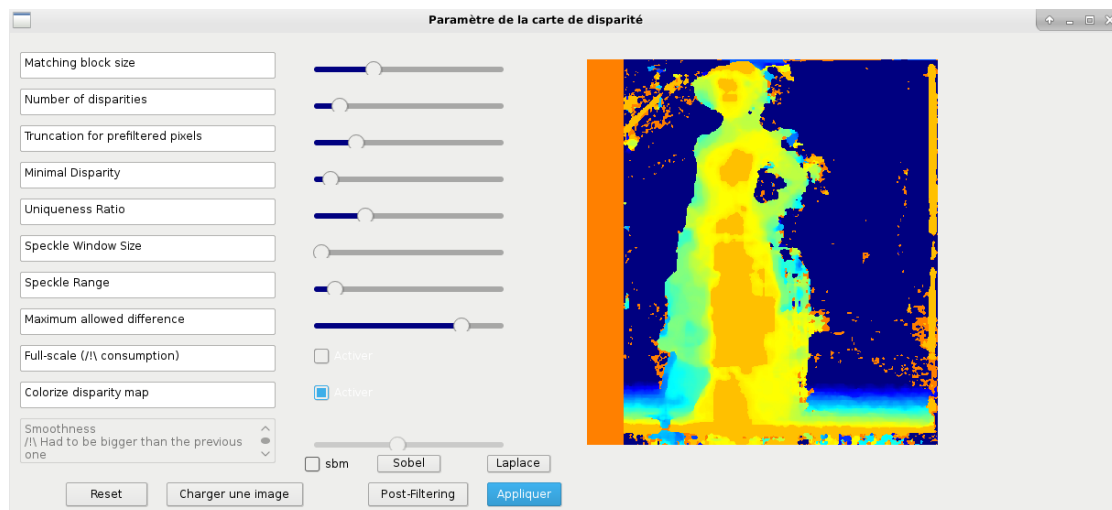 Paramètre de la carte de disparité
Matching block size
Number of disparities
Truncation for prefiltered pixels
Minimal Disparity
Uniqueness Ratio
Speckle Window Size
Speckle Range
Maximum allowed difference
Full-scale (/!\ consumption)
Activer
Colorize disparity map
Activer
Smoothness
/!\ Had to be bigger than the previous
one
sbm
Sobel
Laplace
Reset
Charger une image
Post-Filtering
Appliquer